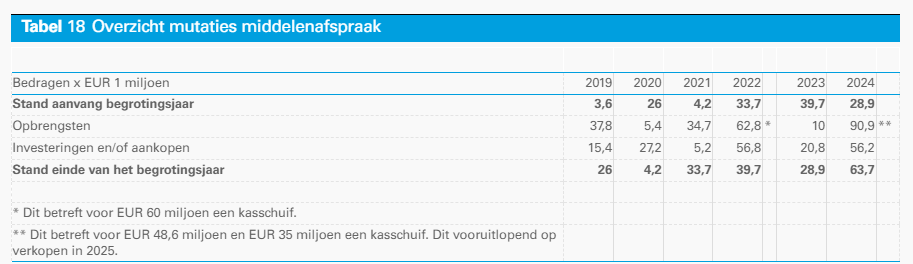 Tabel 18 Overzicht mutaties middelenafspraak
Bedragen x EUR 1 miljoen 2019 2020 2021 2022 2023 2024
Stand aanvang begrotingsjaar 3,6 26 4,2 33,7 39,7 28,9
Opbrengsten 37,8 5,4 34,7 62,8 * 10 90,9 **
Investeringen en/of aankopen 15,4 27,2 5,2 56,8 20,8 56,2
Stand einde van het begrotingsjaar 26 4,2 33,7 39,7 28,9 63,7
* Dit betreft voor EUR 60 miljoen een kasschuif.
** Dit betreft voor EUR 48,6 miljoen en EUR 35 miljoen een kasschuif. Dit vooruitlopend op
verkopen in 2025.